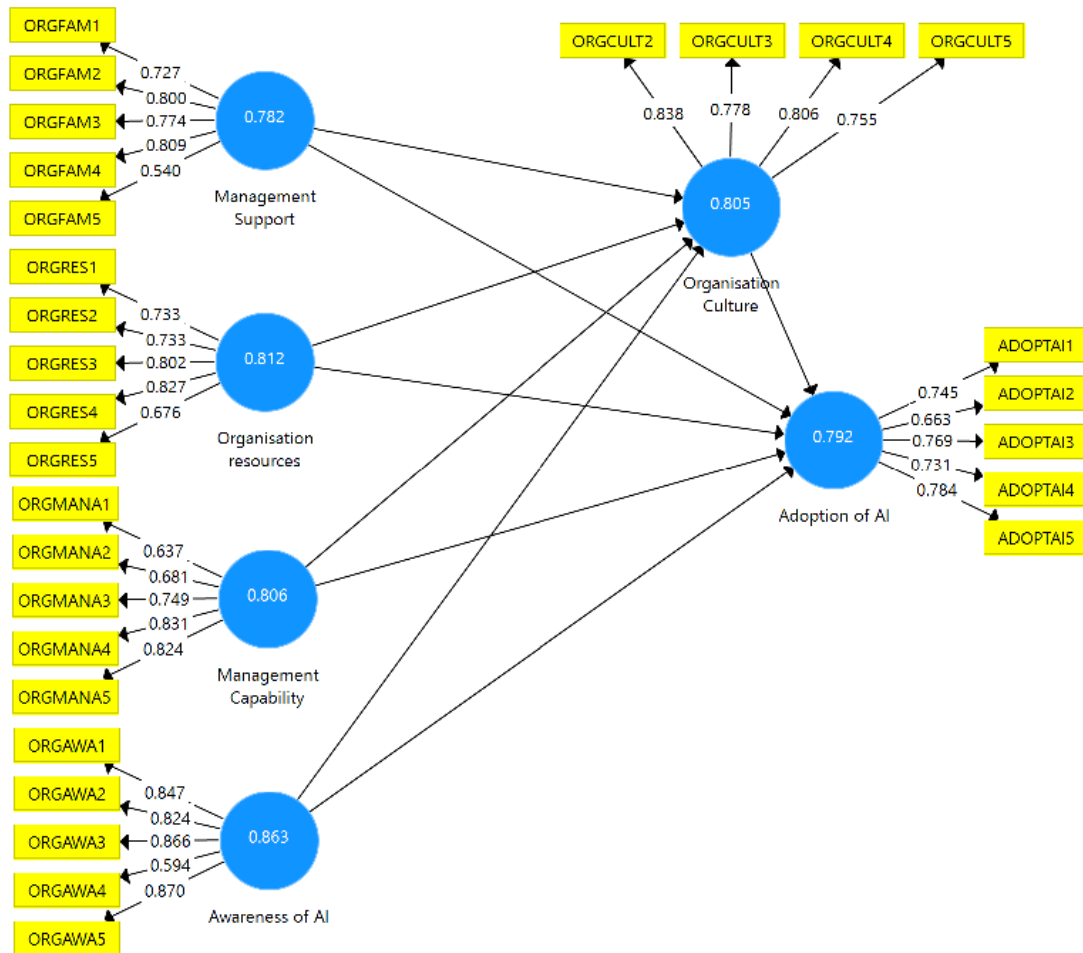 ORGFAM1
ORGFAM2
ORGFAM3
ORGFAM4
ORGFAM5
0.727
0.800
0.774
0.809
0.540
0.782
Management
Support
ORGRES1
ORGRES2
ORGRES3
ORGRES4
ORGRES5
0.733
0.733
0.802
0.827
0.676
0.812
Organisation
resources
ORGMANA1
ORGMANA2
ORGMANA3
ORGMANA4
ORGMANA5
0.637
0.681
0.749
0.831
0.824
0.806
Management
Capability
ORGAWA1
ORGAWA2
ORGAWA3
ORGAWA4
ORGAWA5
0.847
0.824
0.866
0.594
0.870
0.863
Awareness of AI
ORGCULT2
ORGCULT3
ORGCULT4
ORGCULT5
0.838
0.778
0.806
0.755
0.805
Organisation
Culture
0.792
Adoption of AI
0.745
0.663
0.769
0.731
0.784
ADOPTAI1
ADOPTAI2
ADOPTAI3
ADOPTAI4
ADOPTAI5